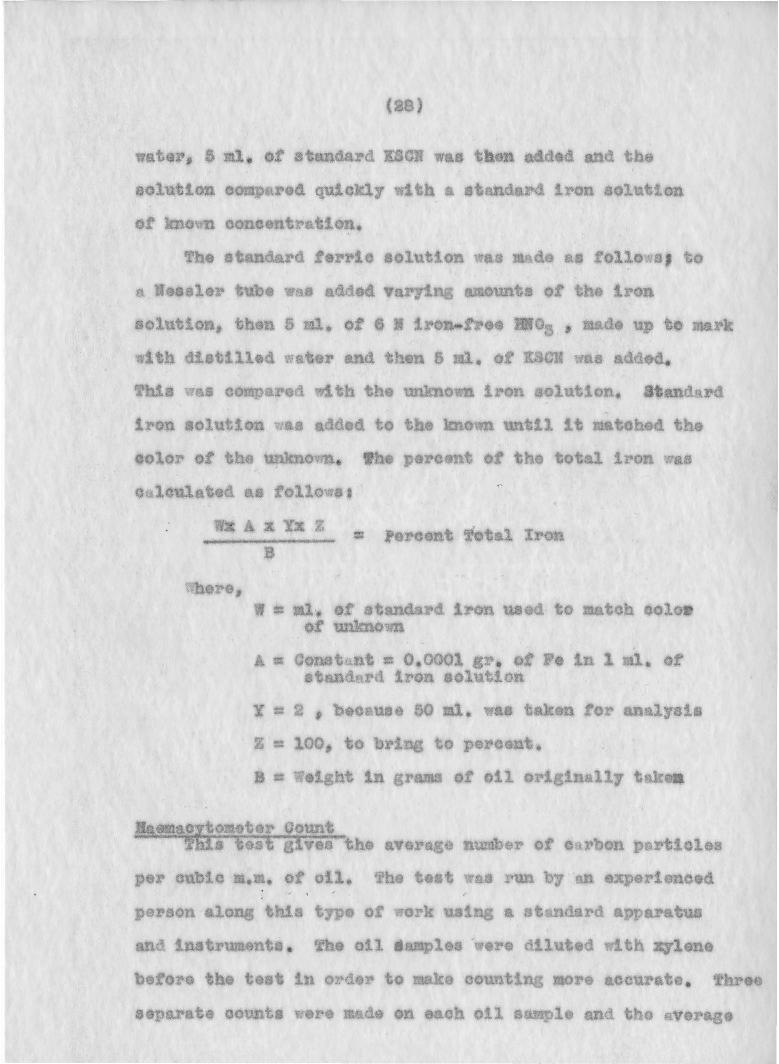 (28)
water, 5 ml. of standard KSCN was then added and the
solution compared quickly with a standard iron solution
of known concentration.
The standard ferric solution was made as follows; to
a Nessler tube was added varying amounts of the iron
solution, then 5 ml. of 6 N iron-free HNO3 , made up to mark
with distilled water and then 5 ml. of KSCN was added.
This was compared with the unknown iron solution. Standard
iron solution was added to the known until it matched the
color of the unknown. The percent of the total iron was
calculated as follows:
Wx A x Yx Z
= Percent Total Iron
B
Where,
W = ml. of standard iron used to match color
of unknown
A = Constant = 0.0001 gr. of Fe in 1 ml. of
standard iron solution
Y = 2 , because 50 ml. was taken for analysis
Z = 100, to bring to percent.
B = Weight in grams of oil originally taken
Haemacytometer Count
This test gives the average number of carbon particles
per cubic m.m. of oil. The test was run by an experienced
person along this type of work using a standard apparatus
and instruments. The oil samples were diluted with xylene
before the test in order to make counting more accurate. Three
separate counts were made on each oil sample and the average